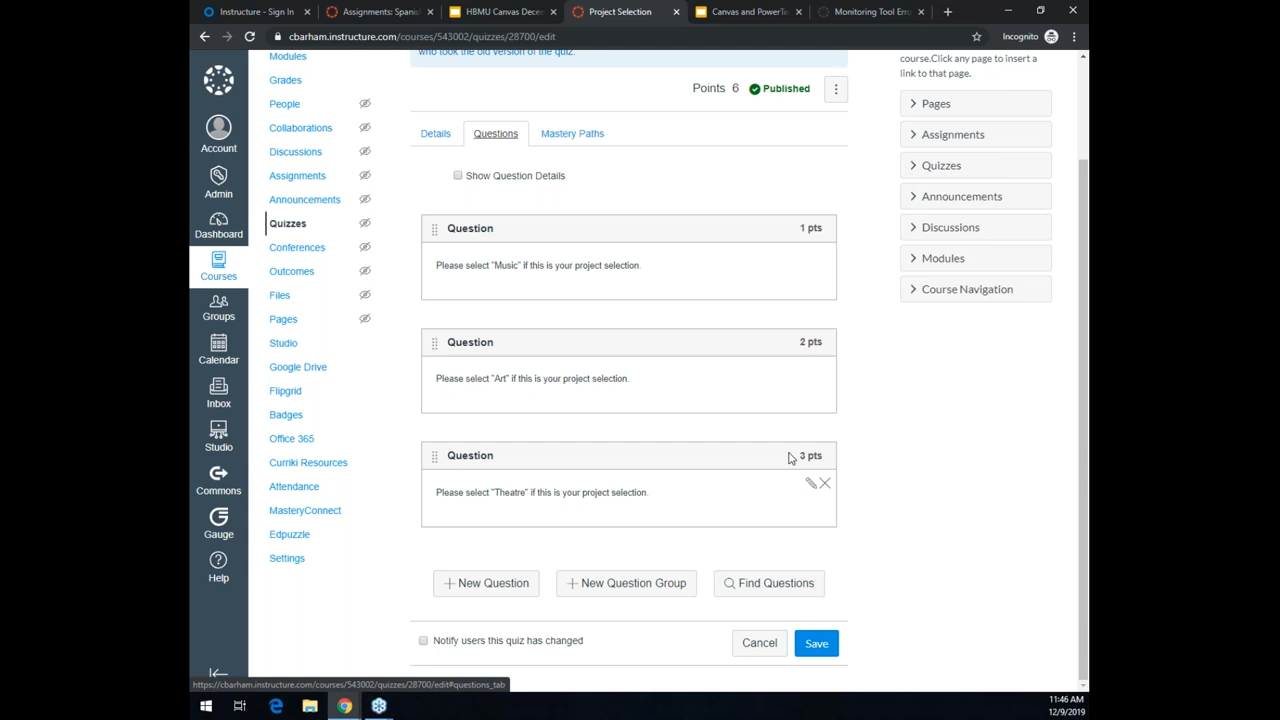 Instructure - Sign In
Assignments: Spanis
HBMU Canvas Decem
Project Selection
Canvas and PowerTe
Monitoring Tool Erro
cbarham.instructure.com/courses/543002/quizzes/28700/edit
Incognito
Account
Admin
Dashboard
Courses
Groups
Calendar
Inbox
Studio
Commons
Gauge
Help
Modules
Grades
People
Collaborations
Discussions
Assignments
Announcements
Quizzes
Conferences
Outcomes
Files
Pages
Studio
Google Drive
Flipgrid
Badges
Office 365
Curriki Resources
Attendance
MasteryConnect
Edpuzzle
Settings
who took the old version of the quiz.
Points 6 Published
Details Questions Mastery Paths
Show Question Details
Question 1 pts
Please select "Music" if this is your project selection.
Question 2 pts
Please select "Art" if this is your project selection.
Question 3 pts
Please select "Theatre" if this is your project selection.
New Question New Question Group Find Questions
Notify users this quiz has changed Cancel Save
course.Click any page to insert a
link to that page.
Pages
Assignments
Quizzes
Announcements
Discussions
Modules
Course Navigation
https://cbarham.instructure.com/courses/543002/quizzes/28700/edit#questions_tab
11:46 AM
12/9/2019